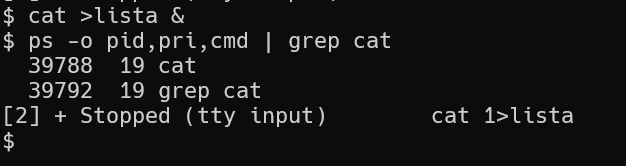 $ cat >lista &
$ ps -o pid,pri,cmd | grep cat
  39788  19 cat
  39792  19 grep cat
[2] + Stopped (tty input)        cat 1>lista
$